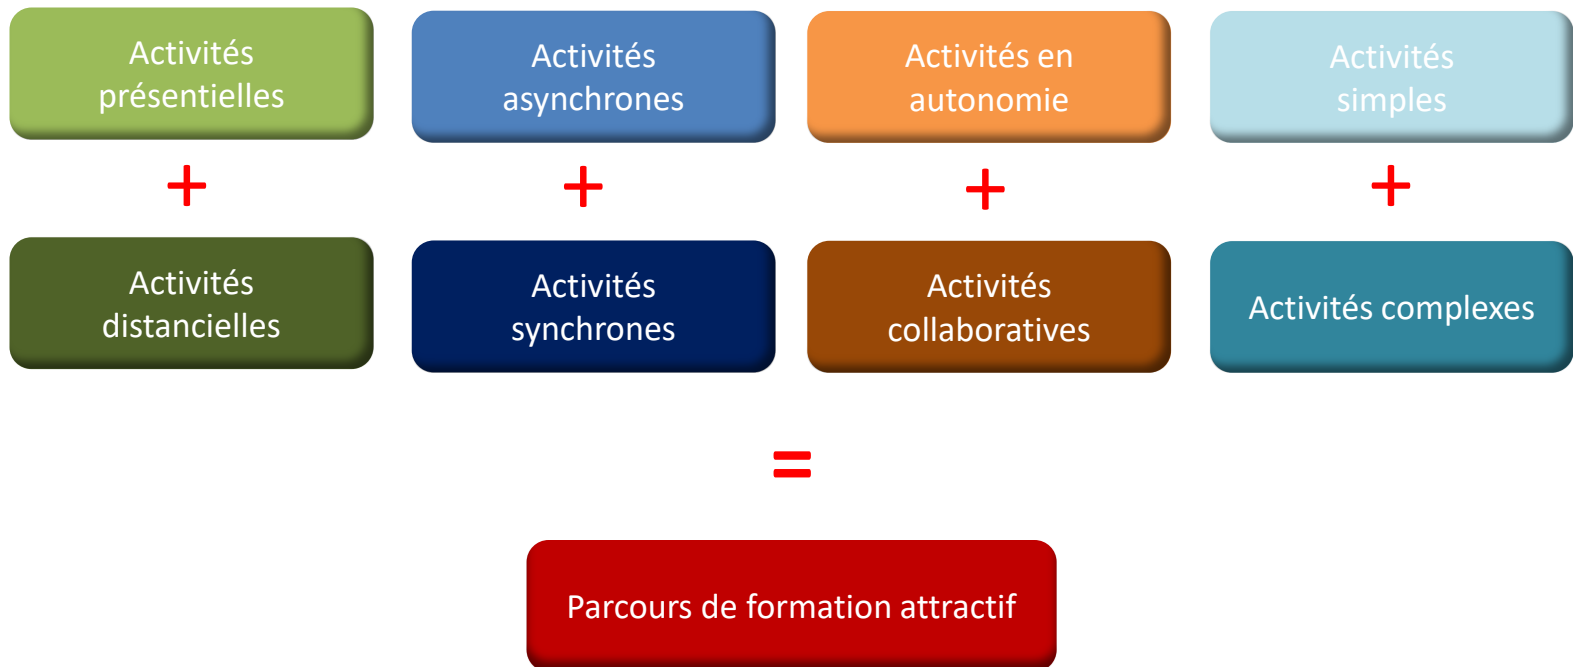 Activités
présentielles
Activités
asynchrones
Activités en
autonomie
Activités
simples
+
+
+
+
Activités
distancielles
Activités
synchrones
Activités
collaboratives
Activités complexes
=
Parcours de formation attractif